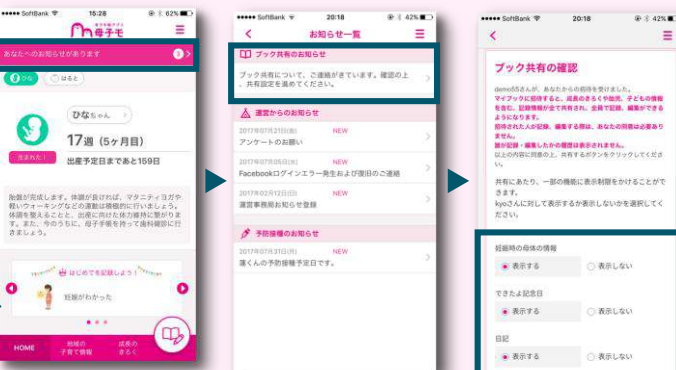 SoftBank 15:28 62%
母子モ
あなたへのお知らせがあります
ひな はると
ひなちゃん
17週 (5ヶ月目)
生まれた!
出産予定日まであと159日
胎盤が完成します。体調が良ければ、マタニティヨガや
軽いウォーキングなどの運動は積極的に行いましょう。
体調を整えることと、出産に向けた体力維持に繋がりま
す。また、今のうちに、母子手帳を持って歯科健診に行
きましょう。
はじめてを記録しよう!
妊娠がわかった
HOME
地域の
子育て情報
成長の
きろく
SoftBank 20:18 42%
お知らせ一覧
ブック共有のお知らせ
ブック共有について、ご連絡がきています。確認の上
、共有設定を進めてください。
運営からのお知らせ
2017年07月21日(金) NEW
アンケートのお願い
2017年07月05日(水) NEW
Facebookログインエラー発生および復旧のご連絡
2017年02月12日(日) NEW
運営事務局お知らせ登録
予防接種のお知らせ
2017年07月31日(月) NEW
蓮くんの予防接種予定日です。
SoftBank 20:18 42%
ブック共有の確認
demo55さんが、あなたからの招待を受けました。
マイブックに招待すると、成長のきろくや胎児、子どもの情報
を含む、記録情報が全て共有され、全員で記録、編集ができる
ようになります。
招待された人が記録、編集する際は、あなたの同意は必要あり
ません。
誰が記録・編集したかの履歴は表示されません。
以上の内容に同意の上、共有するボタンをクリックしてくださ
い。
共有にあたり、一部の機能に表示制限をかけることがで
きます。
kyoさんに対して表示するか表示しないかを選択してく
ださい。
妊娠時の母体の情報
表示する 表示しない
できたよ記念日
表示する 表示しない
日記
表示する 表示しない